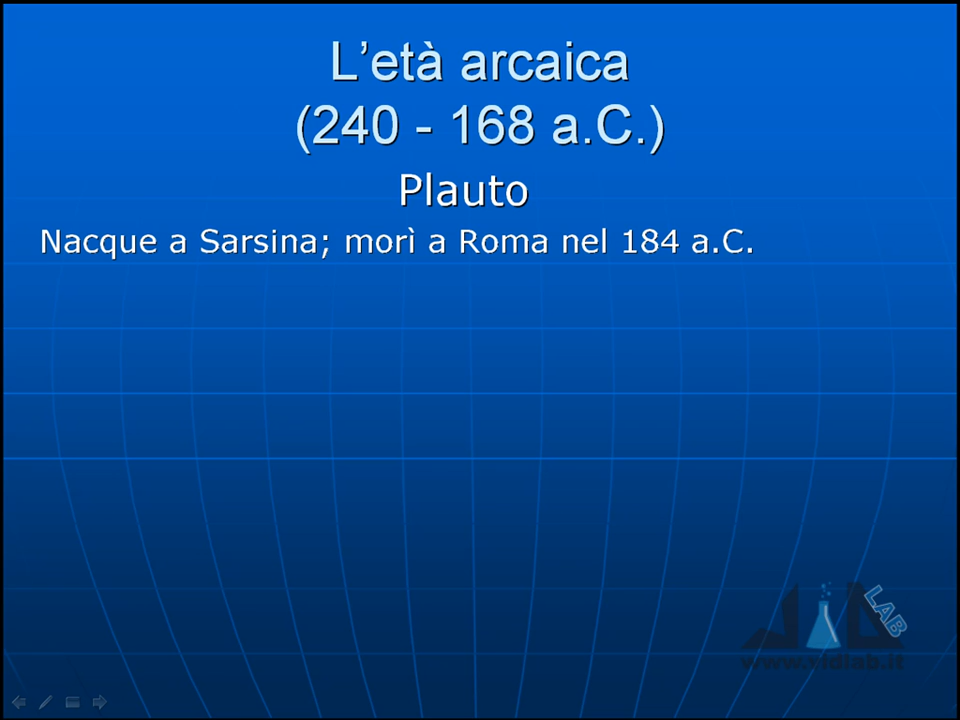 L’età arcaica
(240 - 168 a.C.)
Plauto
Nacque a Sarsina; morì a Roma nel 184 a.C.
LAB
www.vidlab.it